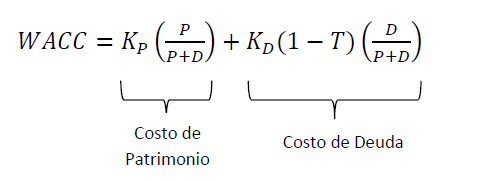 WACC = K_P (P/(P+D)) + K_D(1 − T) (D/(P+D))
Costo de
Patrimonio
Costo de Deuda